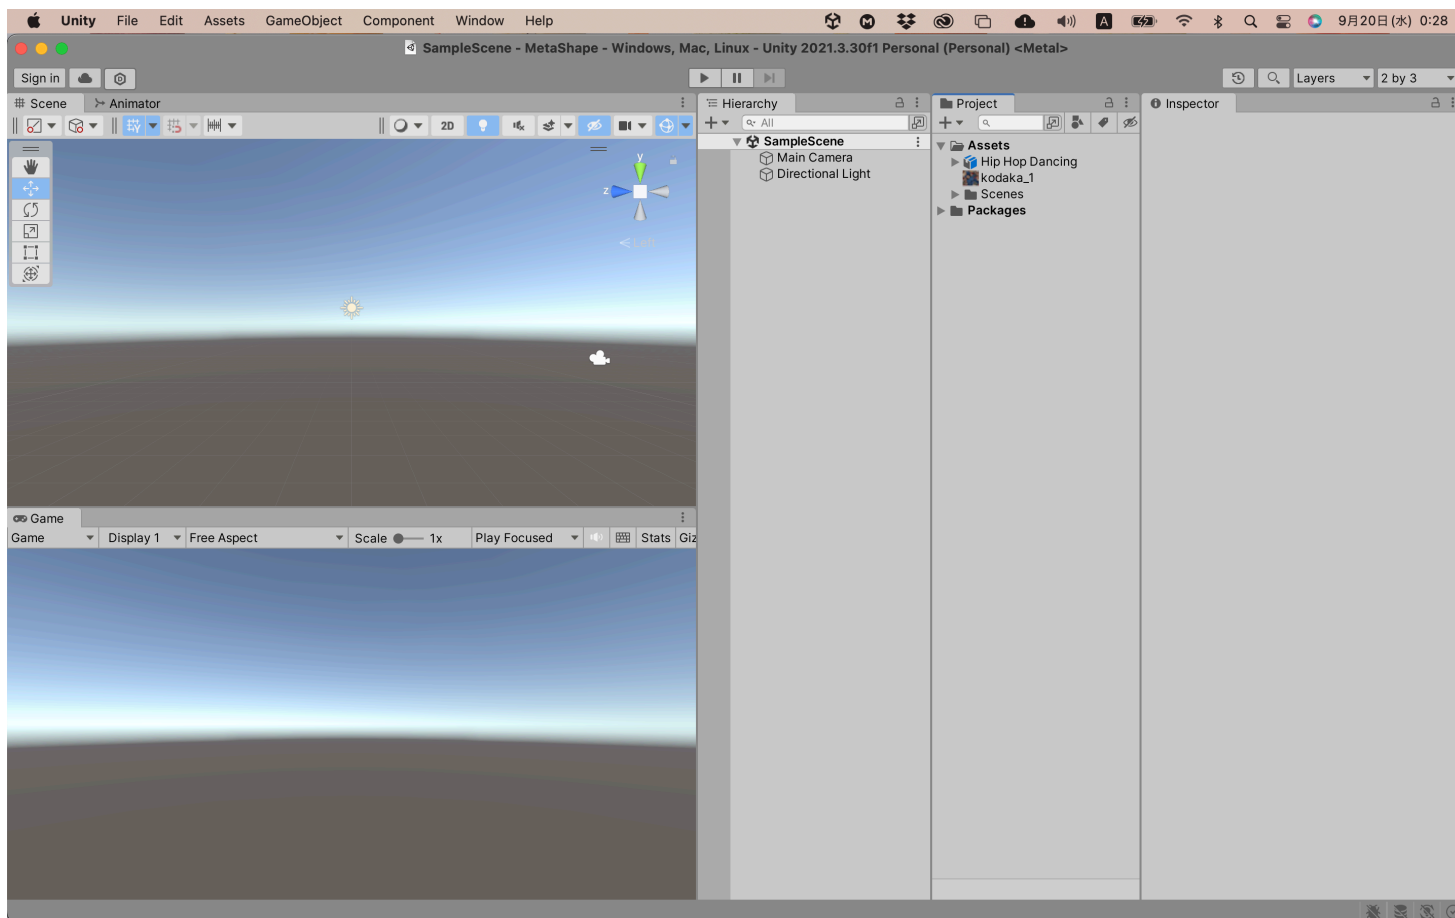 Unity File Edit Assets GameObject Component Window Help A 9月20日(水) 0:28
SampleScene - MetaShape - Windows, Mac, Linux - Unity 2021.3.30f1 Personal (Personal) <Metal>
Sign in Layers 2 by 3
Scene Animator
2D
y
z
Left
Game
Game Display 1 Free Aspect Scale 1x Play Focused Stats Giz
Hierarchy
All
SampleScene
Main Camera
Directional Light
Project
Assets
Hip Hop Dancing
kodaka_1
Scenes
Packages
Inspector